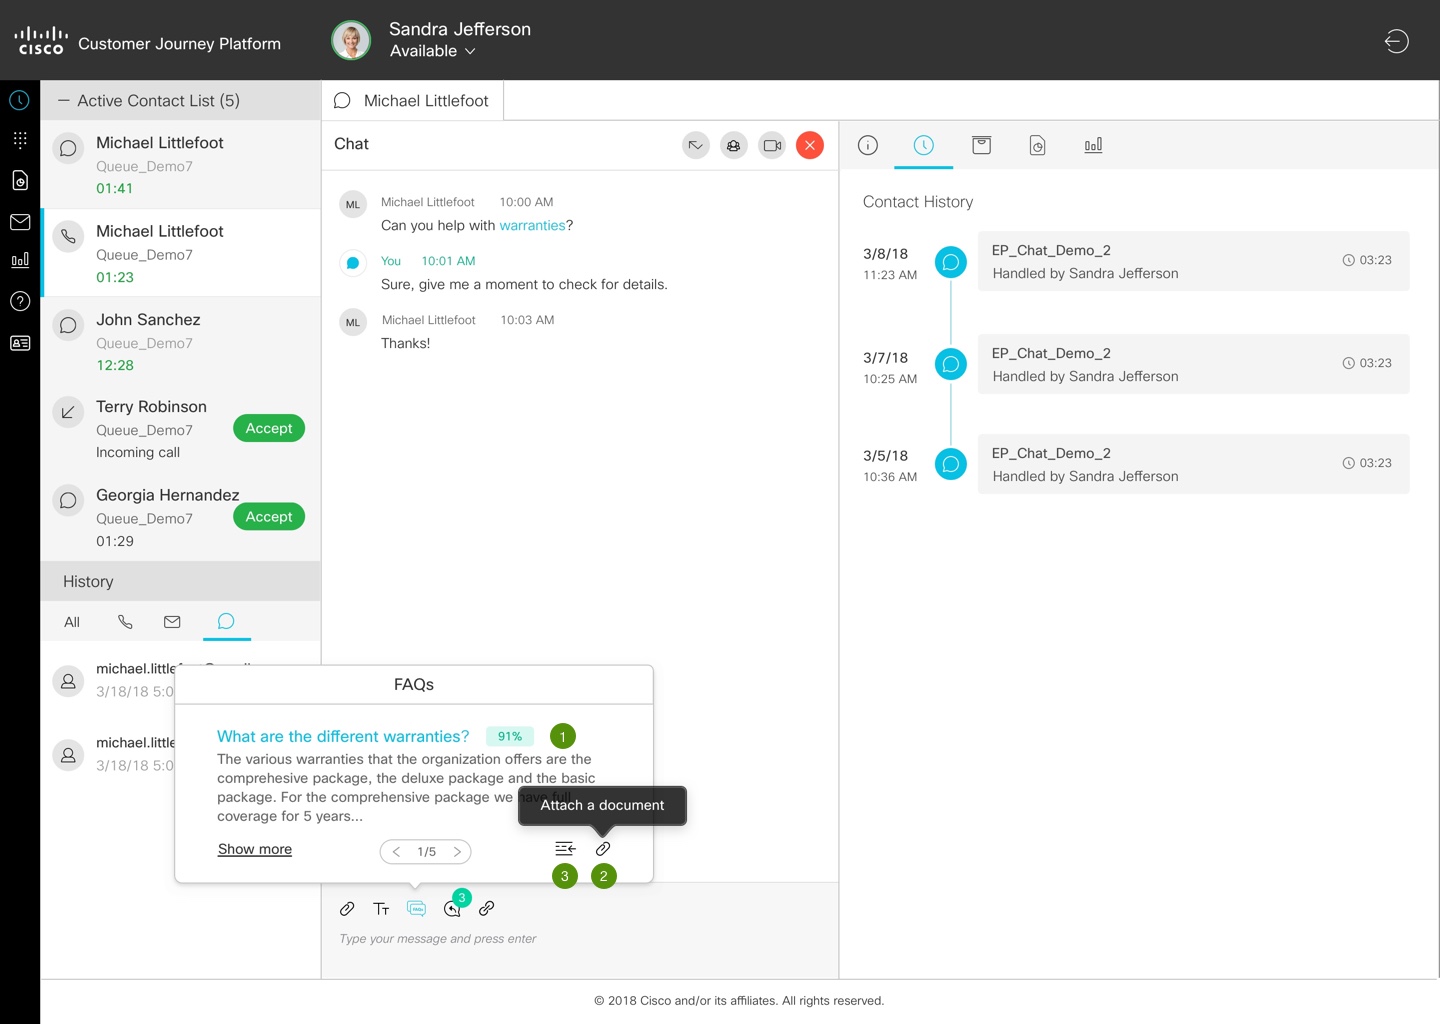 cisco Customer Journey Platform
Sandra Jefferson
Available
Active Contact List (5)
Michael Littlefoot
Queue_Demo7
01:41
Michael Littlefoot
Queue_Demo7
01:23
John Sanchez
Queue_Demo7
12:28
Terry Robinson
Queue_Demo7
Accept
Incoming call
Georgia Hernandez
Queue_Demo7
Accept
01:29
History
All
michael.little
3/18/18 5:0
michael.little
3/18/18 5:0
Michael Littlefoot
Chat
ML
Michael Littlefoot 10:00 AM
Can you help with warranties?
You 10:01 AM
Sure, give me a moment to check for details.
ML
Michael Littlefoot 10:03 AM
Thanks!
FAQs
What are the different warranties? 91% 1
The various warranties that the organization offers are the
comprehesive package, the deluxe package and the basic
package. For the comprehensive package we have full
coverage for 5 years...
Attach a document
Show more
1/5
3 2
3
Type your message and press enter
Contact History
3/8/18
11:23 AM
EP_Chat_Demo_2
Handled by Sandra Jefferson
03:23
3/7/18
10:25 AM
EP_Chat_Demo_2
Handled by Sandra Jefferson
03:23
3/5/18
10:36 AM
EP_Chat_Demo_2
Handled by Sandra Jefferson
03:23
© 2018 Cisco and/or its affiliates. All rights reserved.